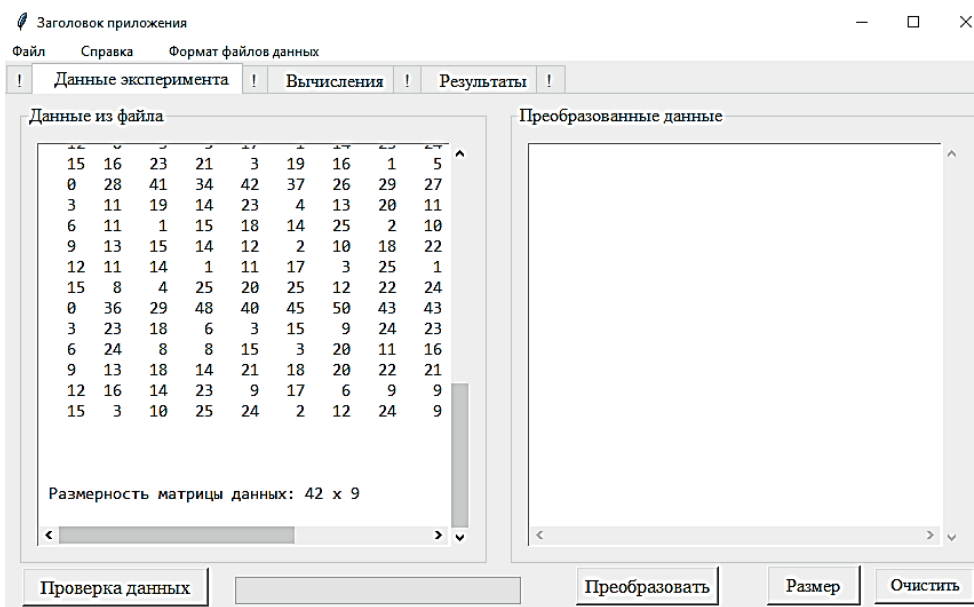 Заголовок приложения
Файл Справка Формат файлов данных
! Данные эксперимента ! Вычисления ! Результаты !
Данные из файла
Преобразованные данные
15 16 23 21 3 19 16 1 5
0 28 41 34 42 37 26 29 27
3 11 19 14 23 4 13 20 11
6 11 1 15 18 14 25 2 10
9 13 15 14 12 2 10 18 22
12 11 14 1 11 17 3 25 1
15 8 4 25 20 25 12 22 24
0 36 29 48 40 45 50 43 43
3 23 18 6 3 15 9 24 23
6 24 8 8 15 3 20 11 16
9 13 18 14 21 18 20 22 21
12 16 14 23 9 17 6 9 9
15 3 10 25 24 2 12 24 9
Размерность матрицы данных: 42 x 9
Проверка данных
Преобразовать
Размер
Очистить